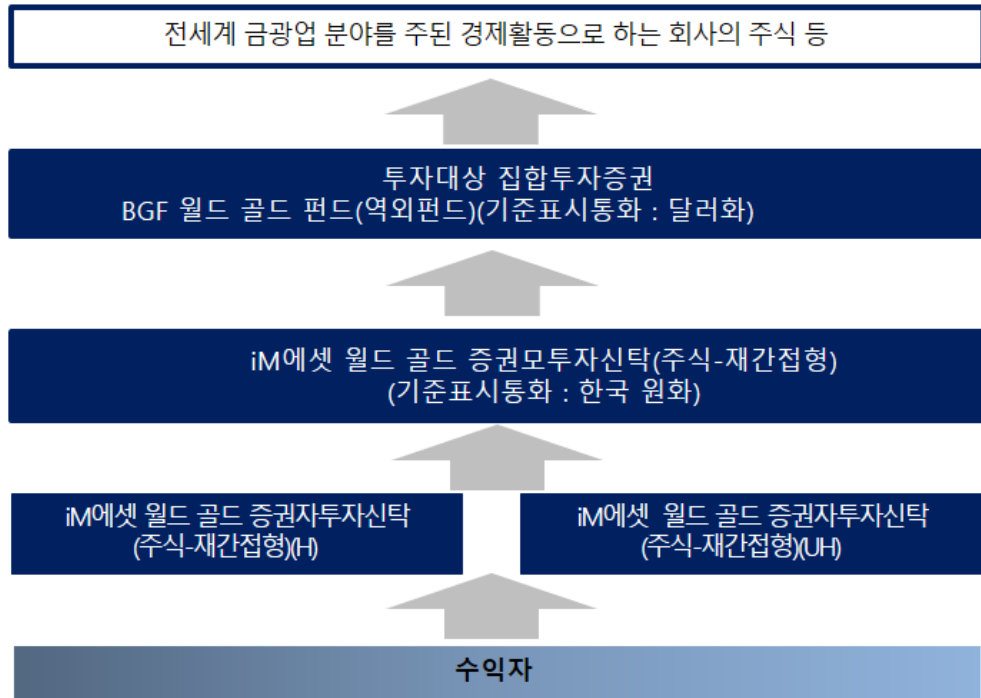 전세계 금광업 분야를 주된 경제활동으로 하는 회사의 주식 등
투자대상 집합투자증권
BGF 월드 골드 펀드(역외펀드)(기준표시통화 : 달러화)
iM에셋 월드 골드 증권모투자신탁(주식-재간접형)
(기준표시통화 : 한국 원화)
iM에셋 월드 골드 증권자투자신탁
(주식-재간접형)(H)
iM에셋 월드 골드 증권자투자신탁
(주식-재간접형)(UH)
수익자